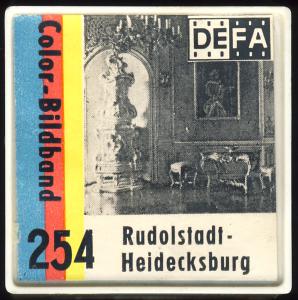 DEFA
Color-Bildband
254
Rudolstadt-
Heidecksburg